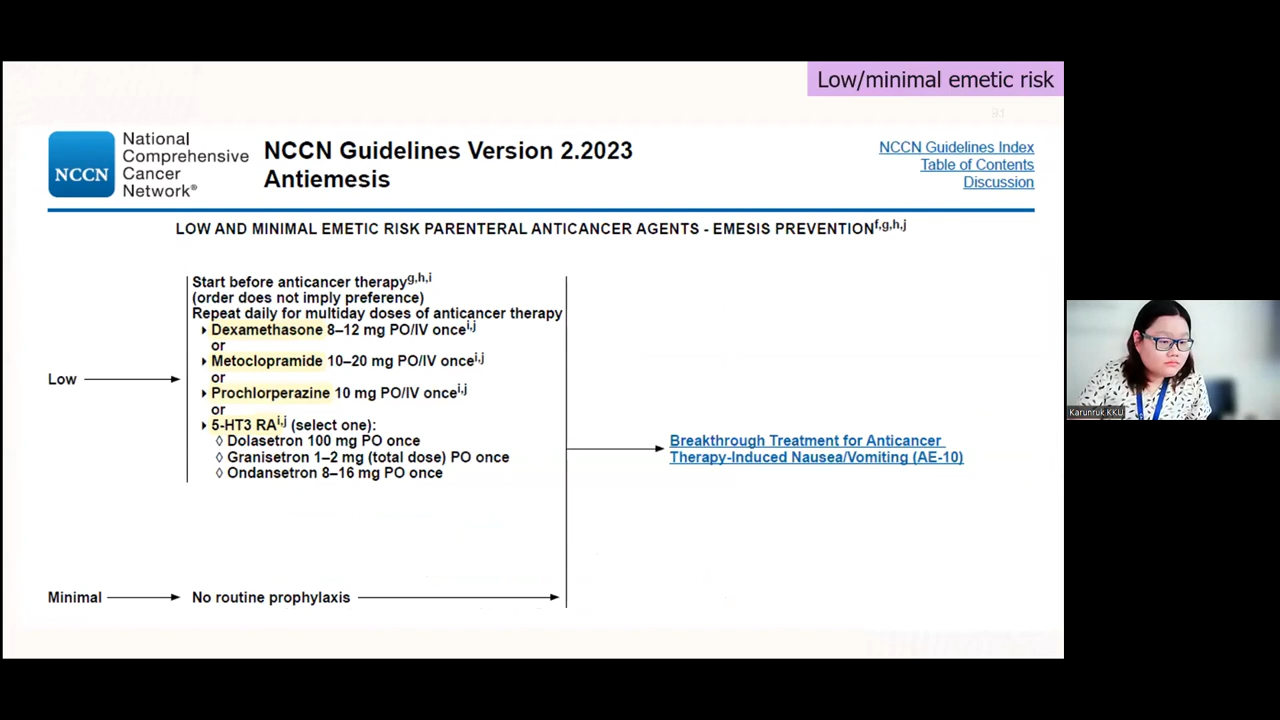 Low/minimal emetic risk
91
National
Comprehensive
Cancer
Network®
NCCN
NCCN Guidelines Version 2.2023
Antiemesis
NCCN Guidelines Index
Table of Contents
Discussion
LOW AND MINIMAL EMETIC RISK PARENTERAL ANTICANCER AGENTS - EMESIS PREVENTIONf,g,h,j
Start before anticancer therapyg,h,i
(order does not imply preference)
Repeat daily for multiday doses of anticancer therapy
Dexamethasone 8–12 mg PO/IV oncei,j
or
Metoclopramide 10–20 mg PO/IV oncei,j
or
Prochlorperazine 10 mg PO/IV oncei,j
or
5-HT3 RAi,j (select one):
◊ Dolasetron 100 mg PO once
◊ Granisetron 1–2 mg (total dose) PO once
◊ Ondansetron 8–16 mg PO once
Low
Breakthrough Treatment for Anticancer
Therapy-Induced Nausea/Vomiting (AE-10)
Minimal
No routine prophylaxis
Karunruk KKU